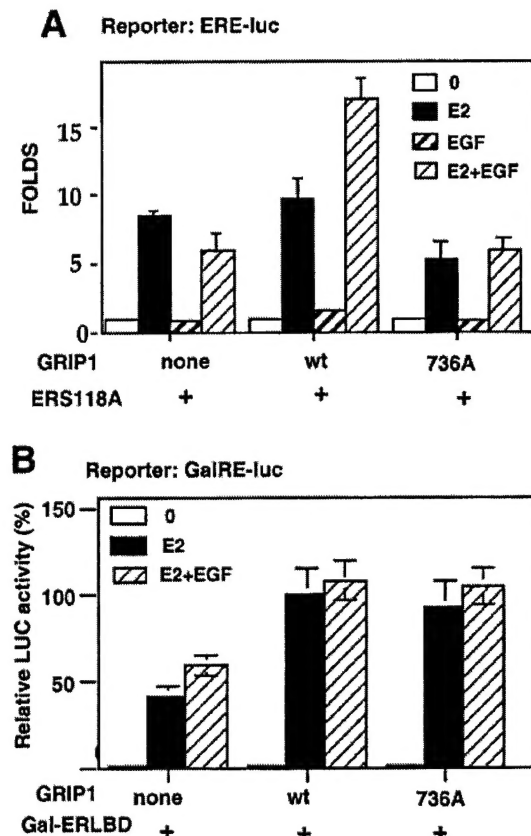 A Reporter: ERE-luc
15
10
5
0
FOLDS
0
E2
EGF
E2+EGF
GRIP1 none wt 736A
ERS118A + + +
B Reporter: GalRE-luc
150
100
50
Relative LUC activity (%)
0
E2
E2+EGF
GRIP1 none wt 736A
Gal-ERLBD + + +